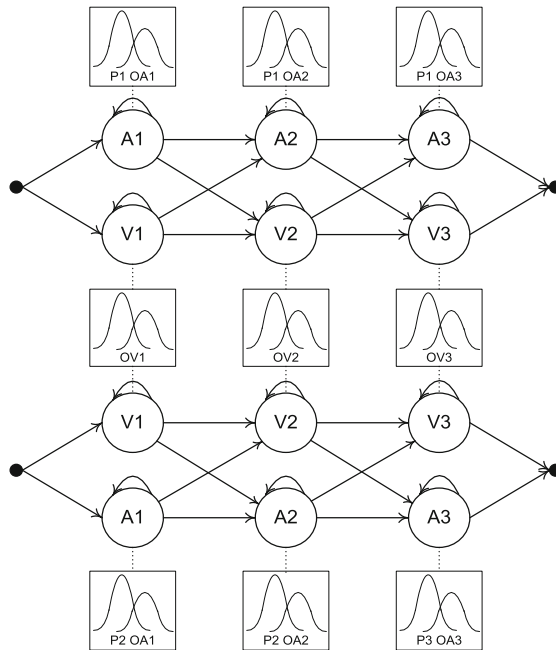 P1 OA1 P1 OA2 P1 OA3
A1 A2 A3
V1 V2 V3
OV1 OV2 OV3
V1 V2 V3
A1 A2 A3
P2 OA1 P2 OA2 P3 OA3